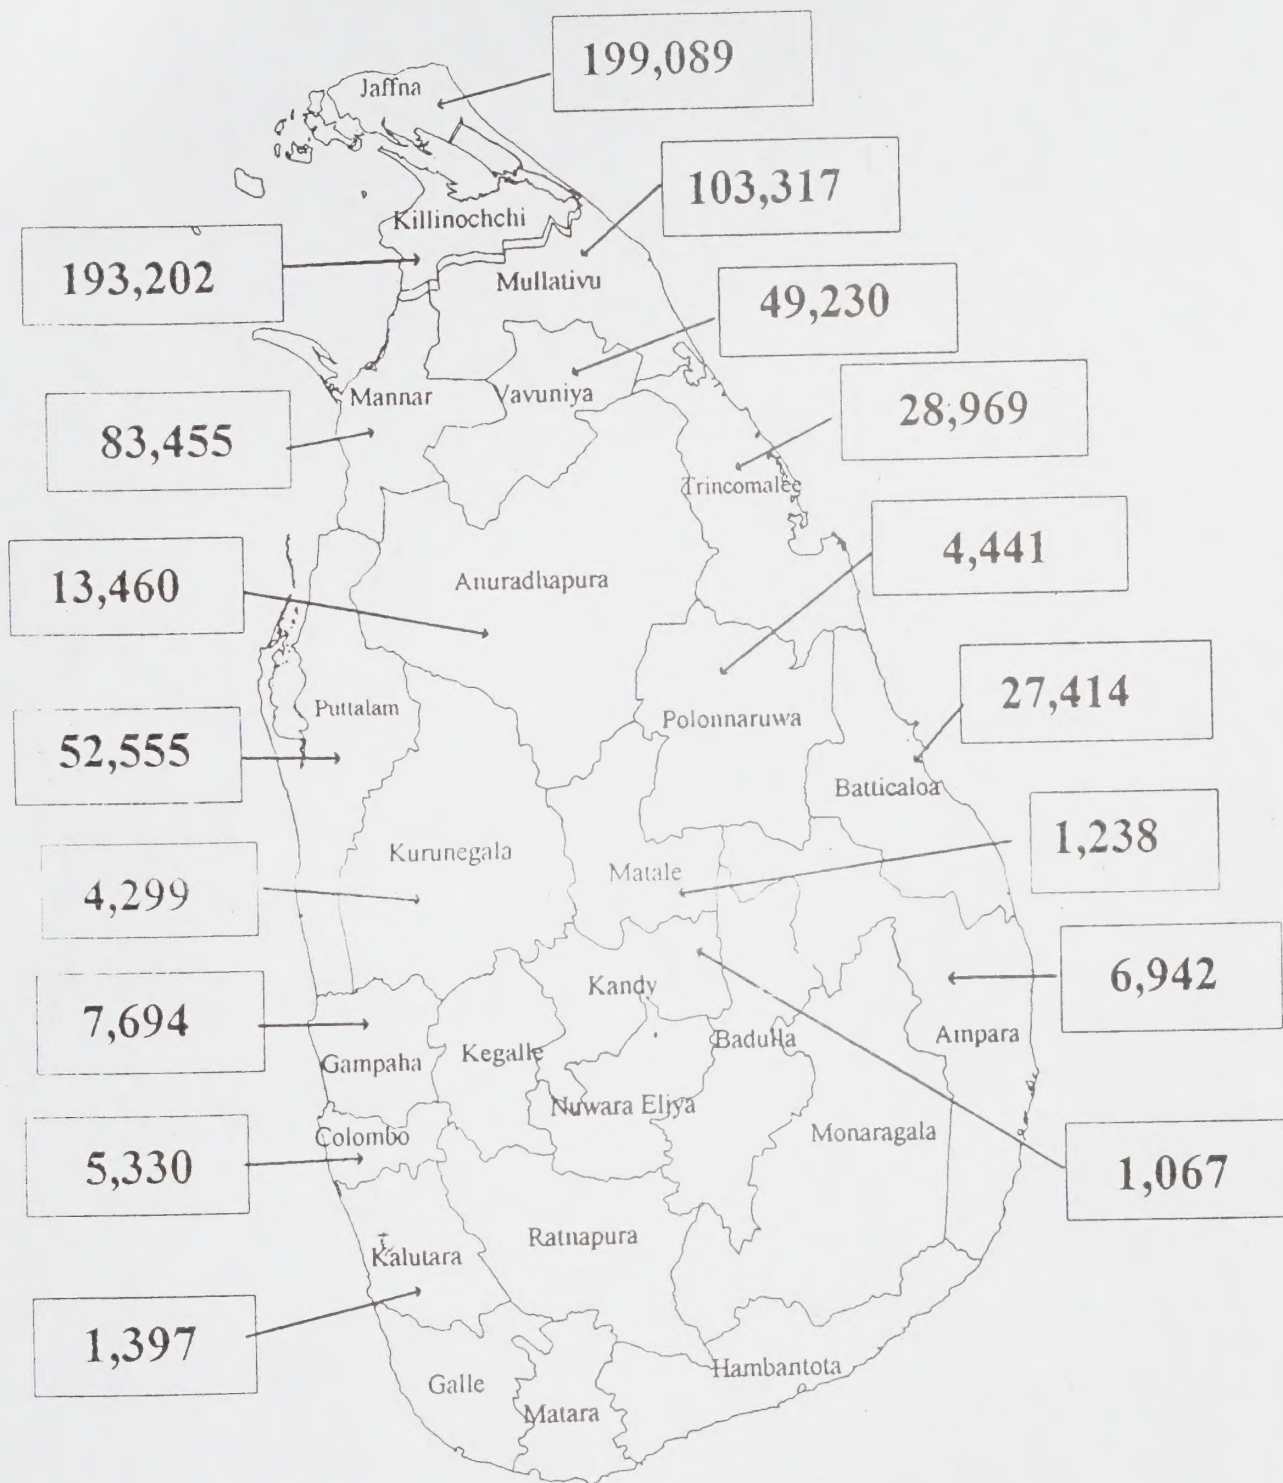 199,089
Jaffna
103,317
Killinochchi
193,202
Mullativu
49,230
Mannar
Vavuniya
28,969
83,455
Trincomalee
4,441
13,460
Anuradhapura
27,414
Puttalam
Polonnaruwa
52,555
Batticaloa
1,238
Kurunegala
Matale
4,299
6,942
Kandy
7,694
Ampara
Badulla
Kegalle
Gampaha
Nuwara Eliya
Monaragala
Colombo
5,330
1,067
Ratnapura
Kalutara
1,397
Hambantota
Galle
Matara